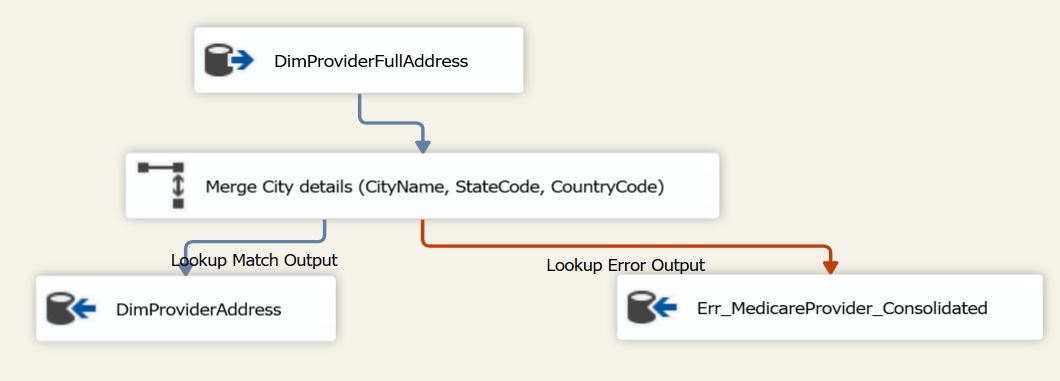 DimProviderFullAddress
Merge City details (CityName, StateCode, CountryCode)
Lookup Match Output
Lookup Error Output
DimProviderAddress
Err_MedicareProvider_Consolidated